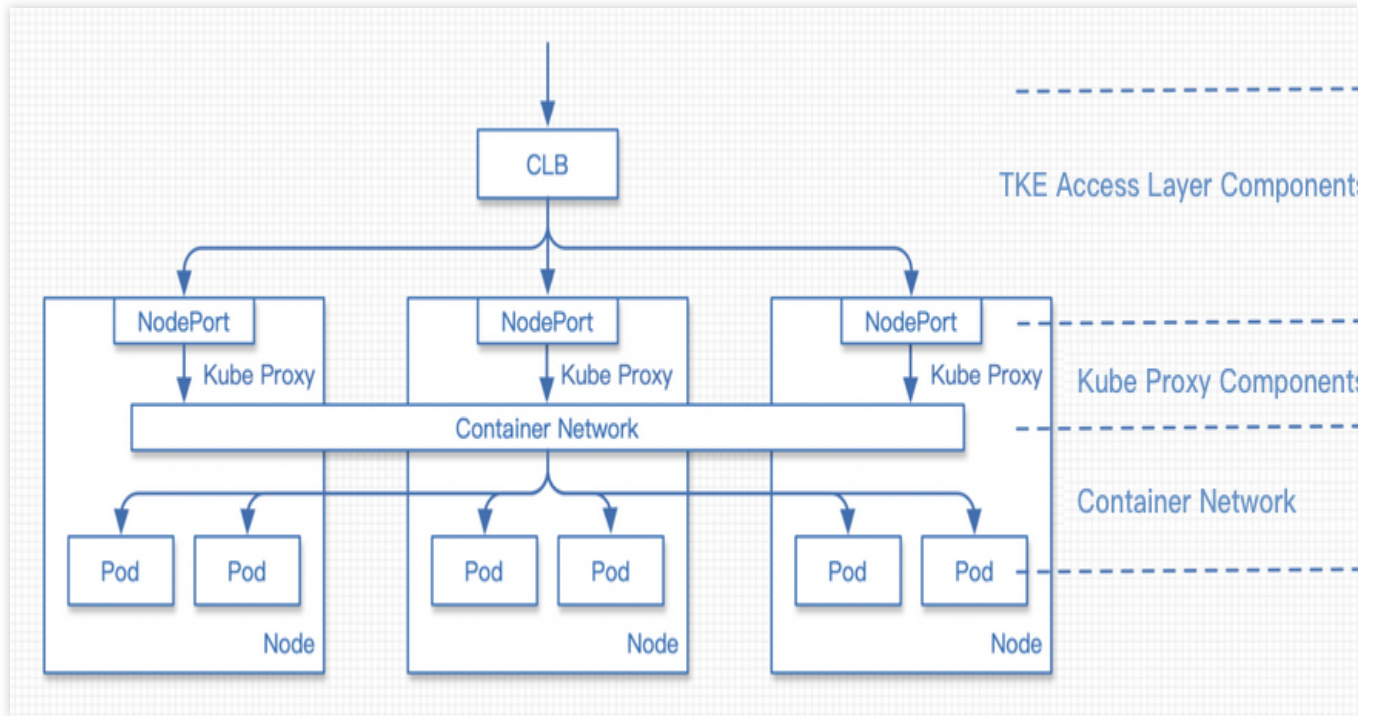 CLB
TKE Access Layer Components
NodePort
NodePort
NodePort
Kube Proxy
Kube Proxy
Kube Proxy
Kube Proxy Components
Container Network
Container Network
Pod
Pod
Pod
Pod
Pod
Pod
Node
Node
Node